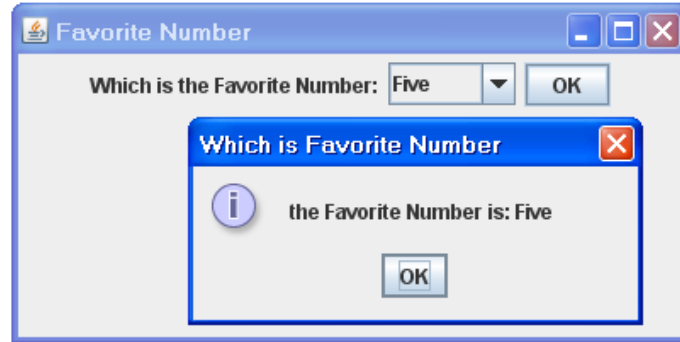 Favorite Number
Which is the Favorite Number: Five OK
Which is Favorite Number
the Favorite Number is: Five
OK